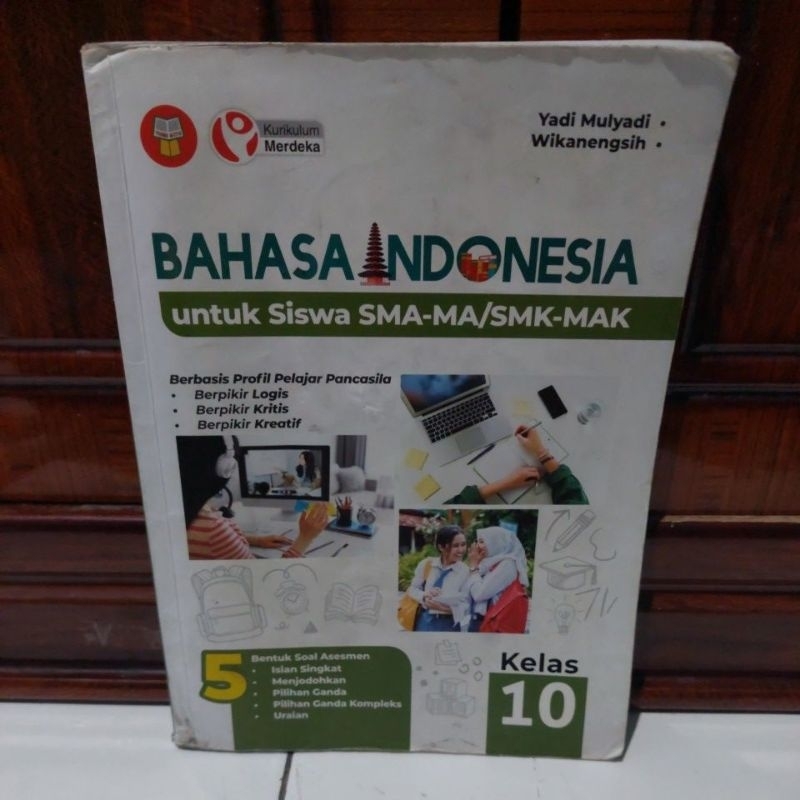 Kurikulum
Merdeka
Yadi Mulyadi •
Wikanengsih •
BAHASA INDONESIA
untuk Siswa SMA-MA/SMK-MAK
Berbasis Profil Pelajar Pancasila
• Berpikir Logis
• Berpikir Kritis
• Berpikir Kreatif
5
Bentuk Soal Asesmen
• Isian Singkat
• Menjodohkan
• Pilihan Ganda
• Pilihan Ganda Kompleks
• Uraian
Kelas
10